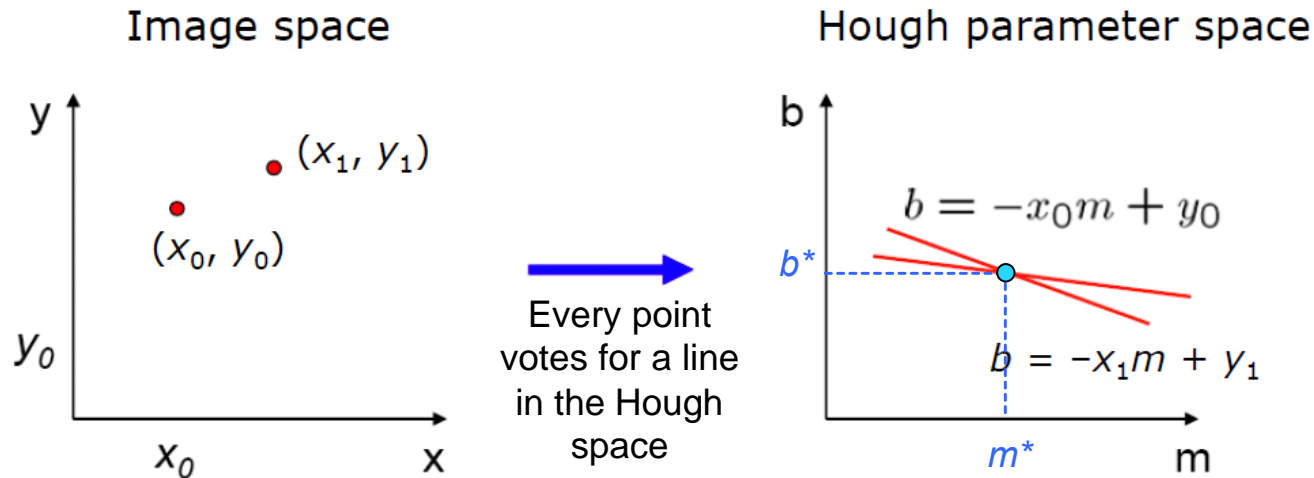 Image space
y
(x₁, y₁)
(x₀, y₀)
y₀
x₀
x
Every point
votes for a line
in the Hough
space
Hough parameter space
b
b = −x₀m + y₀
b*
b = −x₁m + y₁
m*
m